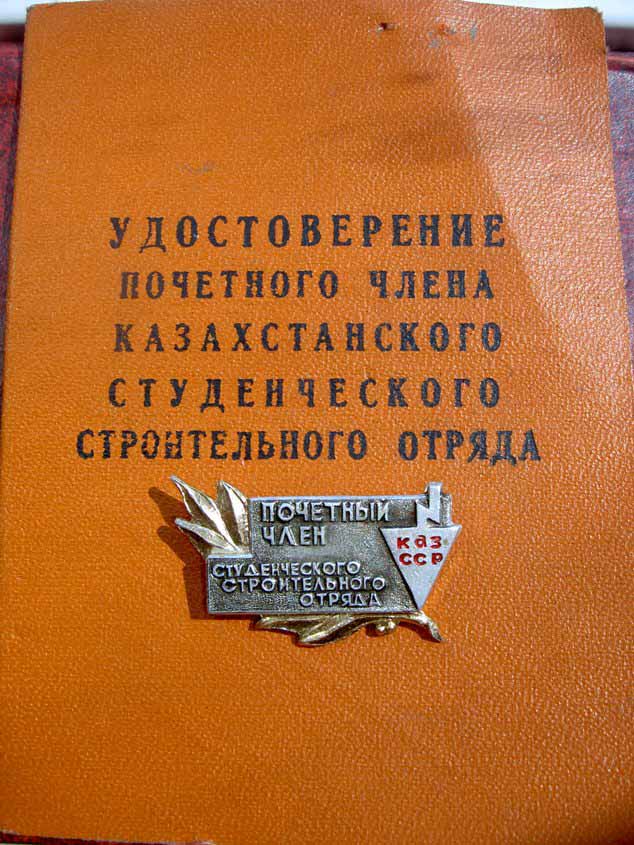 УДОСТОВЕРЕНИЕ
ПОЧЕТНОГО ЧЛЕНА
КАЗАХСТАНСКОГО
СТУДЕНЧЕСКОГО
СТРОИТЕЛЬНОГО ОТРЯДА
ПОЧЕТНЫЙ
ЧЛЕН
Каз
ССР
СТУДЕНЧЕСКОГО
СТРОИТЕЛЬНОГО
ОТРЯДА